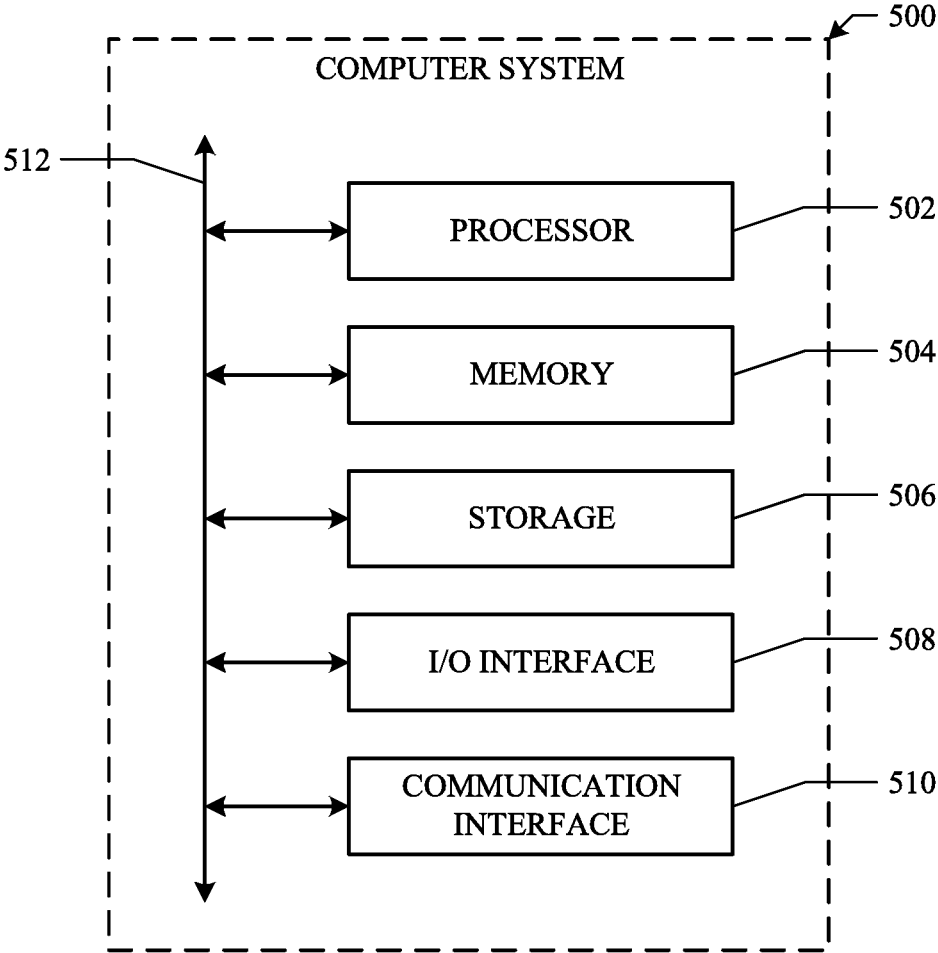 500
COMPUTER SYSTEM
512
PROCESSOR
502
MEMORY
504
STORAGE
506
I/O INTERFACE
508
COMMUNICATION
INTERFACE
510